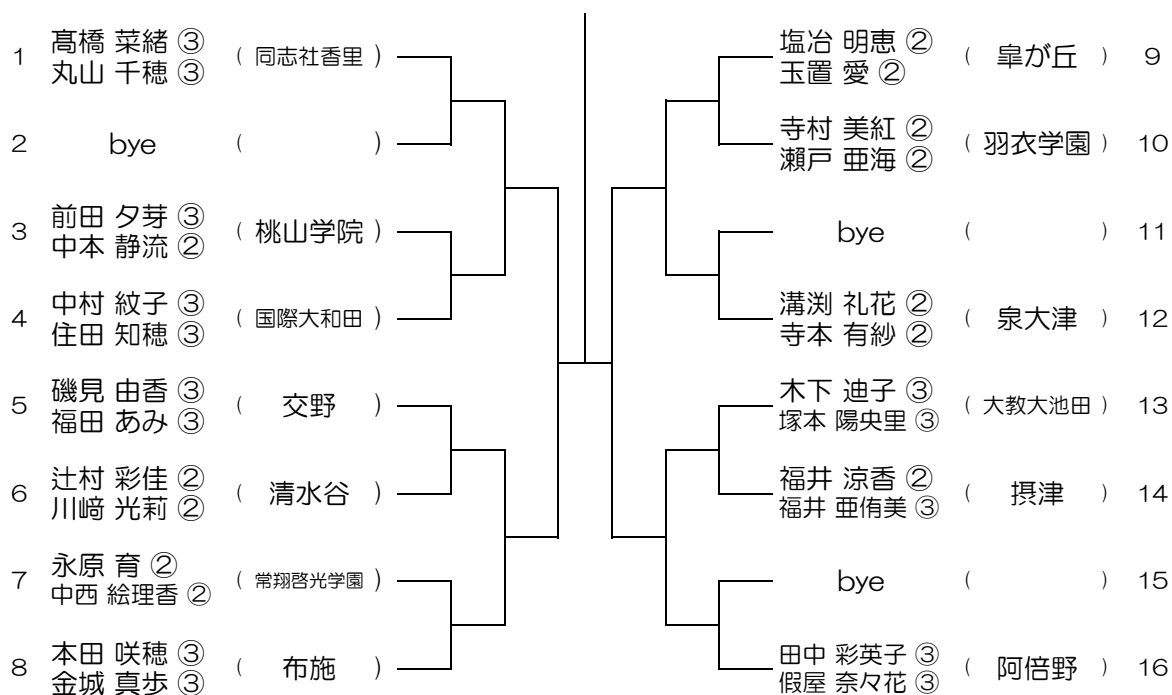 1 髙橋 菜緒 ③ ( 同志社香里 )
丸山 千穂 ③
2 bye ( )
3 前田 夕芽 ③ ( 桃山学院 )
中本 静流 ②
4 中村 紋子 ③ ( 国際大和田 )
住田 知穂 ③
5 磯見 由香 ③ ( 交野 )
福田 あみ ③
6 辻村 彩佳 ② ( 清水谷 )
川﨑 光莉 ②
7 永原 育 ② ( 常翔啓光学園 )
中西 絵理香 ②
8 本田 咲穂 ③ ( 布施 )
金城 真歩 ③
塩冶 明恵 ② ( 皐が丘 ) 9
玉置 愛 ②
寺村 美紅 ② ( 羽衣学園 ) 10
瀬戸 亜海 ②
bye ( ) 11
溝渕 礼花 ② ( 泉大津 ) 12
寺本 有紗 ②
木下 迪子 ③ ( 大教大池田 ) 13
塚本 陽央里 ③
福井 涼香 ② ( 摂津 ) 14
福井 亜侑美 ③
bye ( ) 15
田中 彩英子 ③ ( 阿倍野 ) 16
假屋 奈々花 ③